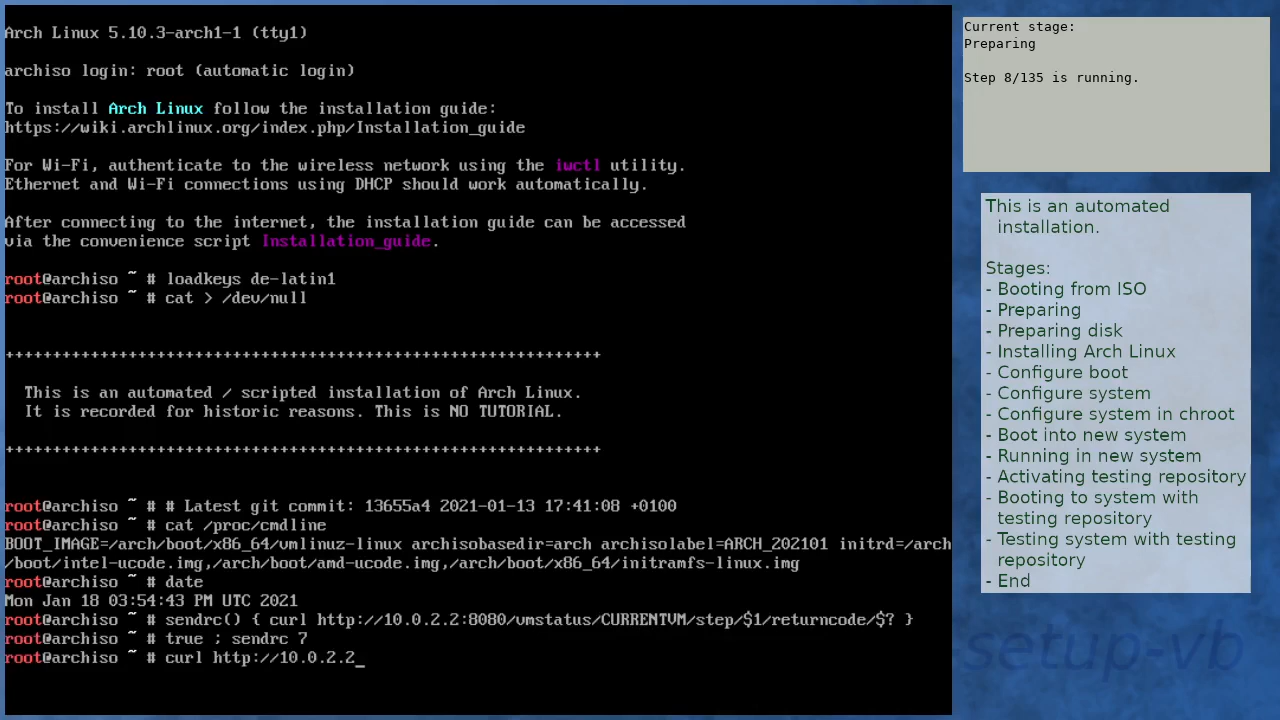 Arch Linux 5.10.3-arch1-1 (tty1)
archiso login: root (automatic login)
To install Arch Linux follow the installation guide:
https://wiki.archlinux.org/index.php/Installation_guide
For Wi-Fi, authenticate to the wireless network using the iwctl utility.
Ethernet and Wi-Fi connections using DHCP should work automatically.
After connecting to the internet, the installation guide can be accessed
via the convenience script Installation_guide.
root@archiso ~ # loadkeys de-latin1
root@archiso ~ # cat > /dev/null
+++++++++++++++++++++++++++++++++++++++++++++++++++++++++++++++
This is an automated / scripted installation of Arch Linux.
It is recorded for historic reasons. This is NO TUTORIAL.
+++++++++++++++++++++++++++++++++++++++++++++++++++++++++++++++
root@archiso ~ # # Latest git commit: 13655a4 2021-01-13 17:41:08 +0100
root@archiso ~ # cat /proc/cmdline
BOOT_IMAGE=/arch/boot/x86_64/vmlinuz-linux archisobasedir=arch archisolabel=ARCH_202101 initrd=/arch
/boot/intel-ucode.img,/arch/boot/amd-ucode.img,/arch/boot/x86_64/initramfs-linux.img
root@archiso ~ # date
Mon Jan 18 03:54:43 PM UTC 2021
root@archiso ~ # sendrc() { curl http://10.0.2.2:8080/vmstatus/CURRENTVM/step/$1/returncode/$? }
root@archiso ~ # true ; sendrc 7
root@archiso ~ # curl http://10.0.2.2_
Current stage:
Preparing
Step 8/135 is running.
This is an automated
installation.
Stages:
- Booting from ISO
- Preparing
- Preparing disk
- Installing Arch Linux
- Configure boot
- Configure system
- Configure system in chroot
- Boot into new system
- Running in new system
- Activating testing repository
- Booting to system with
testing repository
- Testing system with testing
repository
- End
-setup-vb